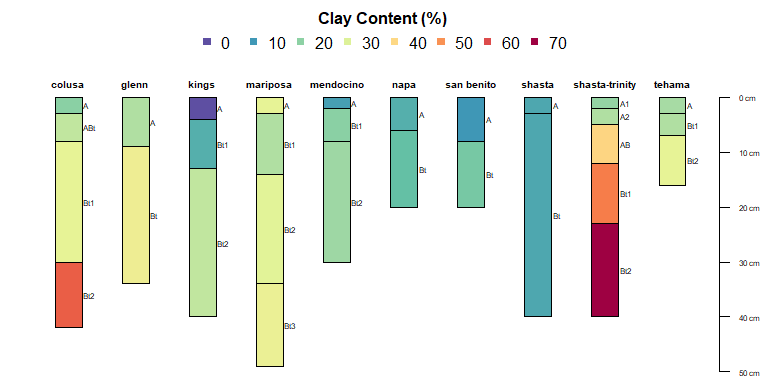 Clay Content (%)
0 10 20 30 40 50 60 70
colusa glenn kings mariposa mendocino napa san benito shasta shasta-trinity tehama
A A A A A A A A A1 A 0 cm
ABt Bt1 Bt1 Bt1 A2 Bt1
Bt1 Bt Bt2 Bt2 Bt2 Bt Bt Bt AB Bt2 10 cm
Bt1 20 cm
Bt2 Bt3 Bt2 30 cm
40 cm
50 cm